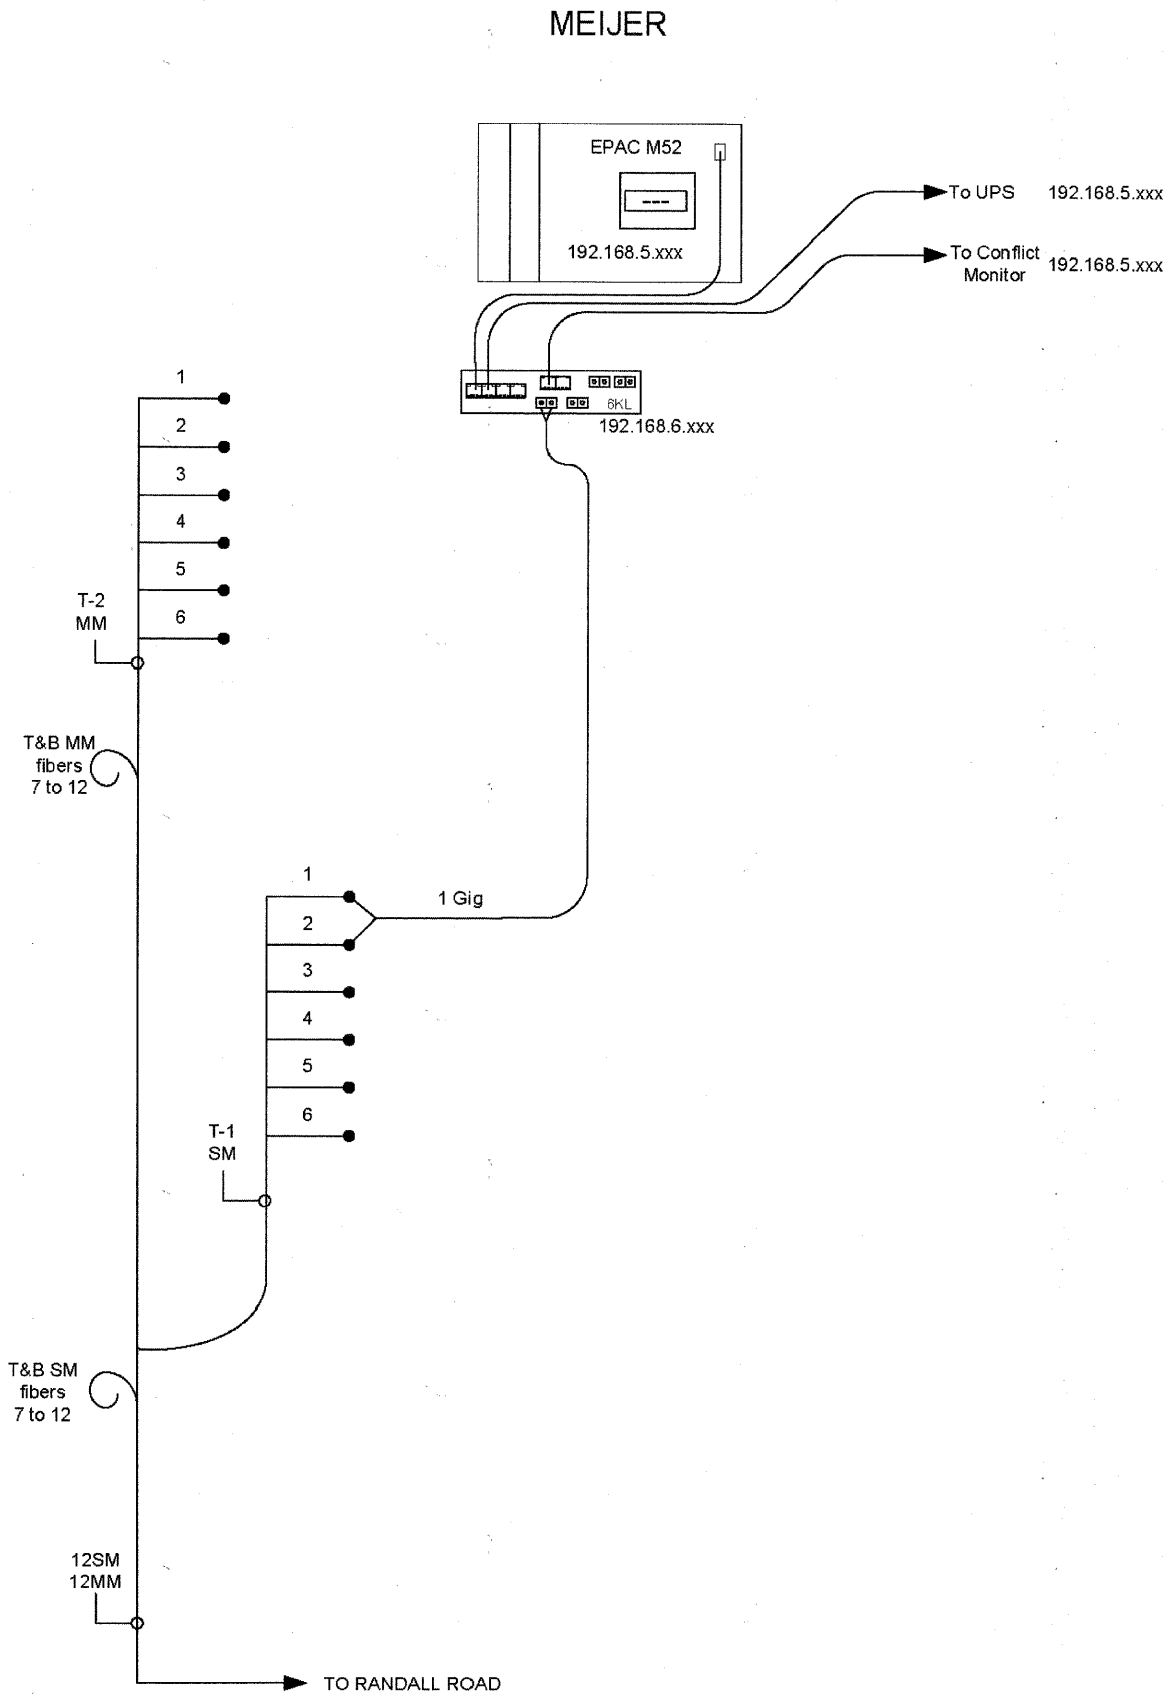 MEIJER
EPAC M52
---
192.168.5.xxx
To UPS 192.168.5.xxx
To Conflict
Monitor 192.168.5.xxx
6KL
192.168.6.xxx
1
2
3
4
5
6
T-2
MM
T&B MM
fibers
7 to 12
1
2
3
4
5
6
1 Gig
T-1
SM
T&B SM
fibers
7 to 12
12SM
12MM
TO RANDALL ROAD